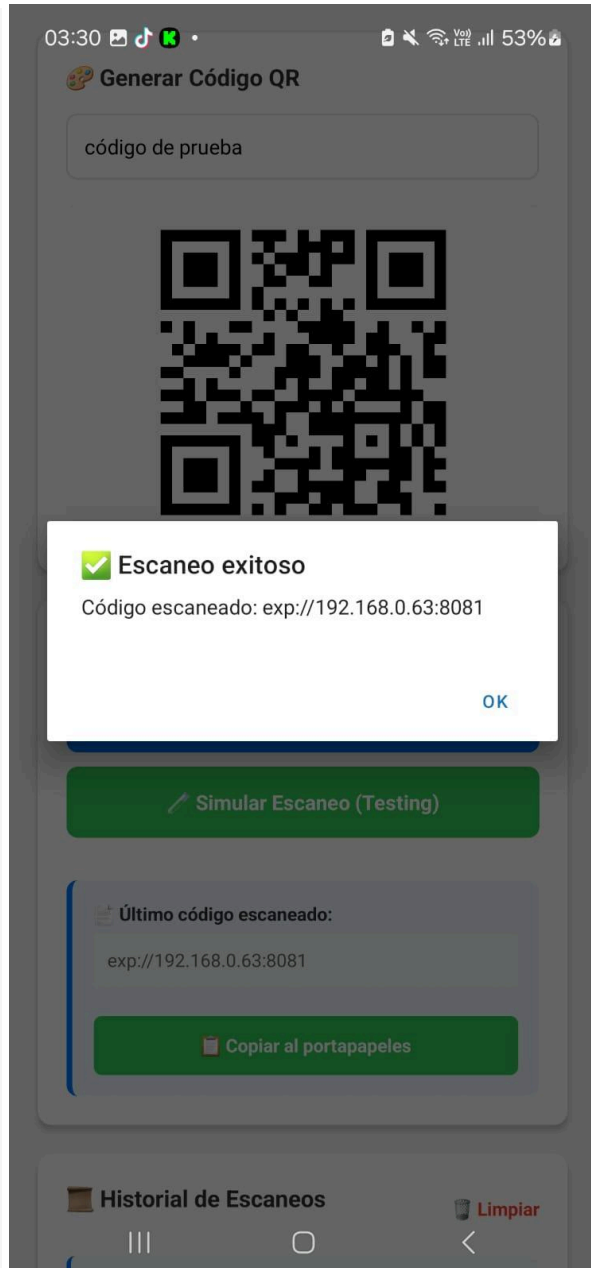 03:30 53%
Vo))
LTE
🎨 Generar Código QR
código de prueba
✅ Escaneo exitoso
Código escaneado: exp://192.168.0.63:8081
OK
🧪 Simular Escaneo (Testing)
📄 Último código escaneado:
exp://192.168.0.63:8081
📋 Copiar al portapapeles
📜 Historial de Escaneos
🗑️ Limpiar